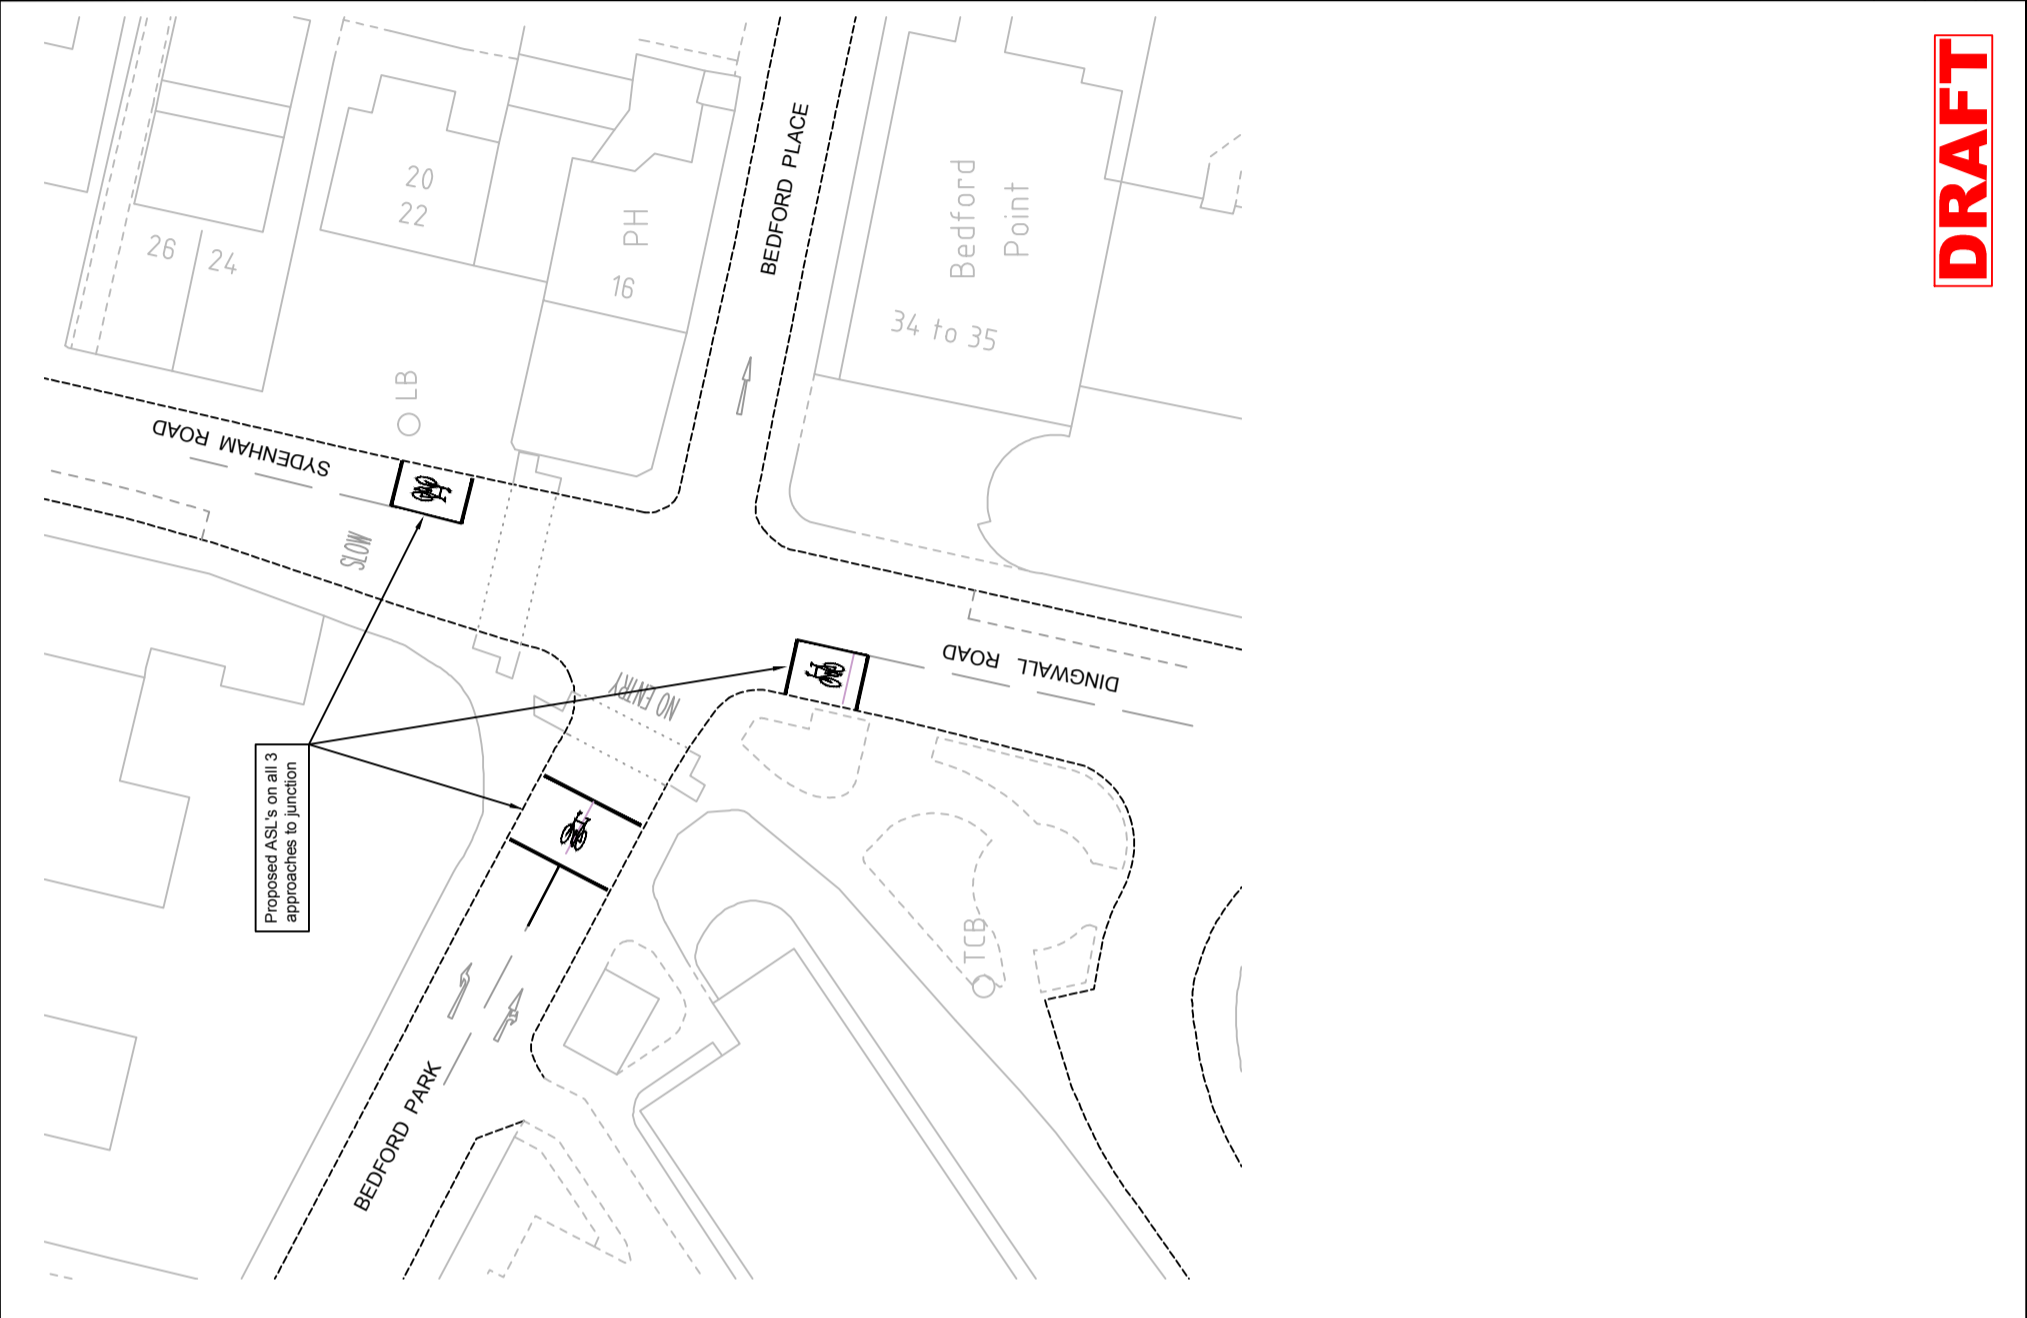 DRAFT
BEDFORD PLACE
20
22
26
24
PH
16
Bedford
Point
34 to 35
LB
SYDENHAM ROAD
SLOW
NO ENTRY
DINGWALL ROAD
Proposed ASL's on all 3
approaches to junction
TCB
BEDFORD PARK